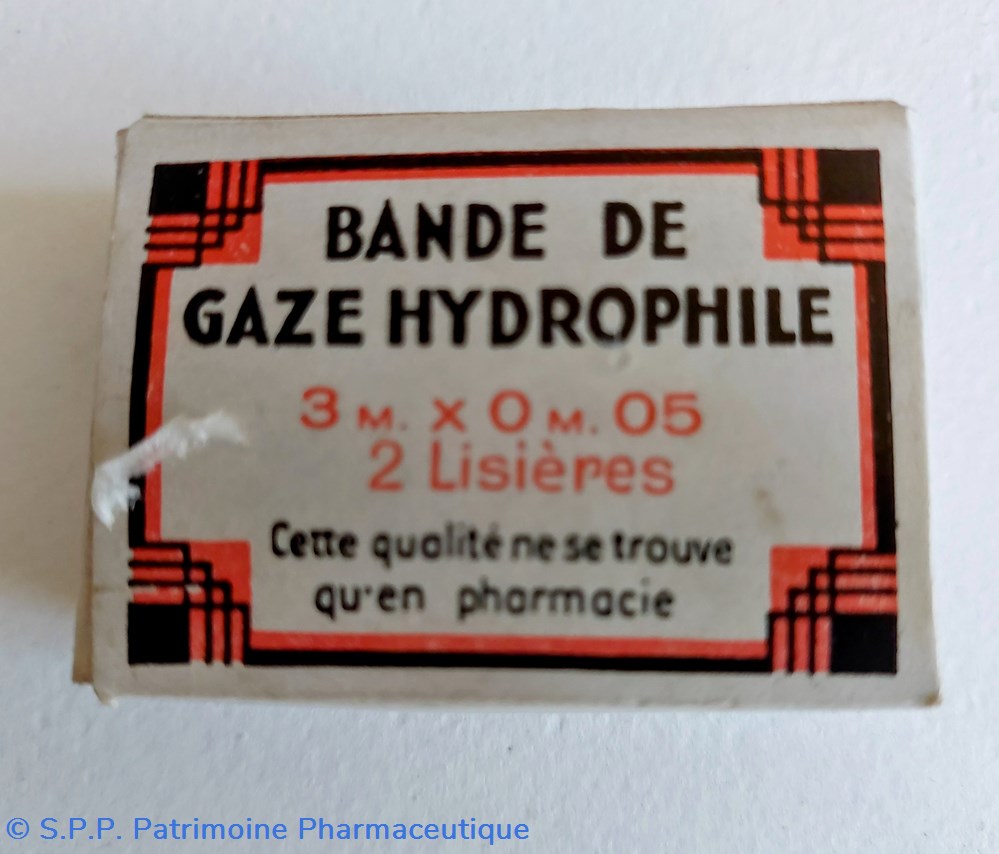 BANDE DE
GAZE HYDROPHILE
3 M. x 0 M. 05
2 Lisières
Cette qualité ne se trouve
qu'en pharmacie
© S.P.P. Patrimoine Pharmaceutique